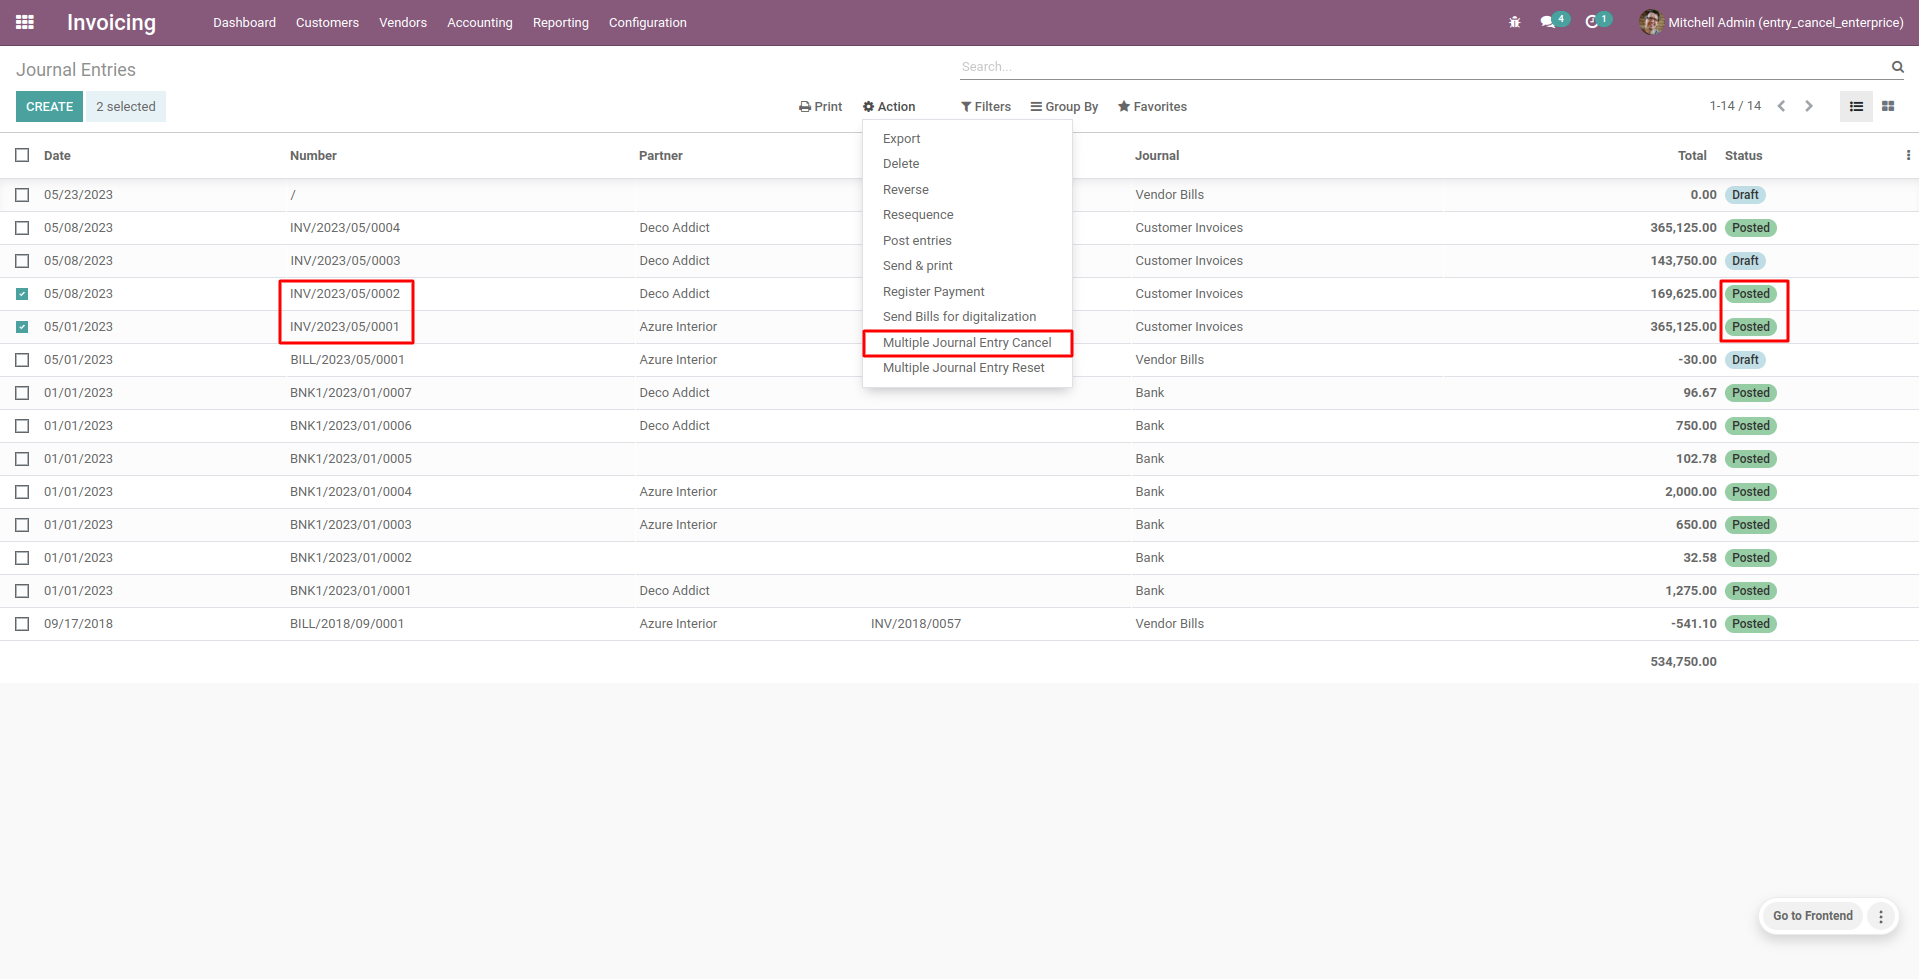 Invoicing Dashboard Customers Vendors Accounting Reporting Configuration 4 1 Mitchell Admin (entry_cancel_enterprice)
Journal Entries Search...
CREATE 2 selected Print Action Filters Group By Favorites 1-14 / 14
Export
Delete
Reverse
Resequence
Post entries
Send & print
Register Payment
Send Bills for digitalization
Multiple Journal Entry Cancel
Multiple Journal Entry Reset
Date Number Partner Journal Total Status
05/23/2023 / Vendor Bills 0.00 Draft
05/08/2023 INV/2023/05/0004 Deco Addict Customer Invoices 365,125.00 Posted
05/08/2023 INV/2023/05/0003 Deco Addict Customer Invoices 143,750.00 Draft
05/08/2023 INV/2023/05/0002 Deco Addict Customer Invoices 169,625.00 Posted
05/01/2023 INV/2023/05/0001 Azure Interior Customer Invoices 365,125.00 Posted
05/01/2023 BILL/2023/05/0001 Azure Interior Vendor Bills -30.00 Draft
01/01/2023 BNK1/2023/01/0007 Deco Addict Bank 96.67 Posted
01/01/2023 BNK1/2023/01/0006 Deco Addict Bank 750.00 Posted
01/01/2023 BNK1/2023/01/0005 Bank 102.78 Posted
01/01/2023 BNK1/2023/01/0004 Azure Interior Bank 2,000.00 Posted
01/01/2023 BNK1/2023/01/0003 Azure Interior Bank 650.00 Posted
01/01/2023 BNK1/2023/01/0002 Bank 32.58 Posted
01/01/2023 BNK1/2023/01/0001 Deco Addict Bank 1,275.00 Posted
09/17/2018 BILL/2018/09/0001 Azure Interior INV/2018/0057 Vendor Bills -541.10 Posted
534,750.00
Go to Frontend